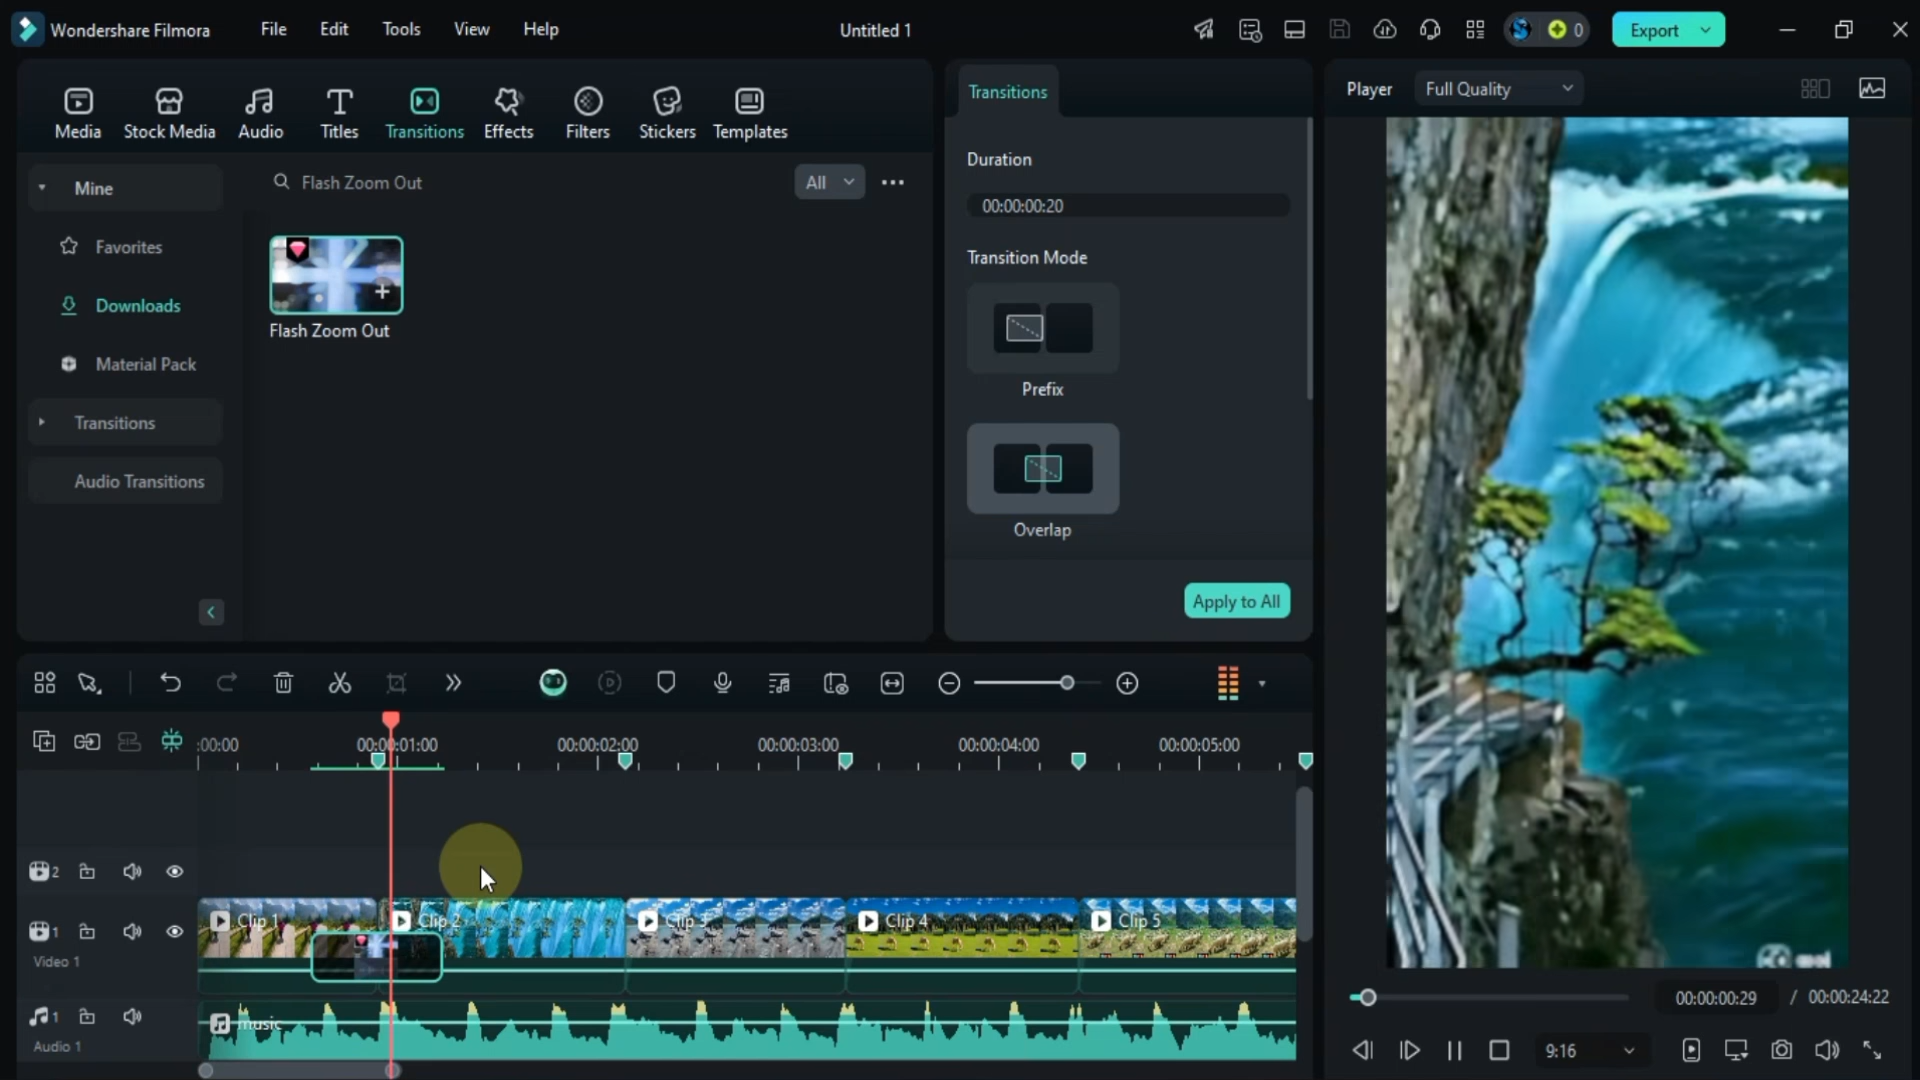 Wondershare Filmora
File
Edit
Tools
View
Help
Untitled 1
0
Export
Media
Stock Media
Audio
Titles
Transitions
Effects
Filters
Stickers
Templates
Transitions
Player
Full Quality
Mine
Favorites
Downloads
Material Pack
Transitions
Audio Transitions
Flash Zoom Out
All
Flash Zoom Out
Duration
00:00:00:20
Transition Mode
Prefix
Overlap
Apply to All
:00:00
00:00:01:00
00:00:02:00
00:00:03:00
00:00:04:00
00:00:05:00
2
1
Video 1
Clip 1
Clip 2
Clip 3
Clip 4
Clip 5
1
Audio 1
music
00:00:00:29
/
00:00:24:22
9:16